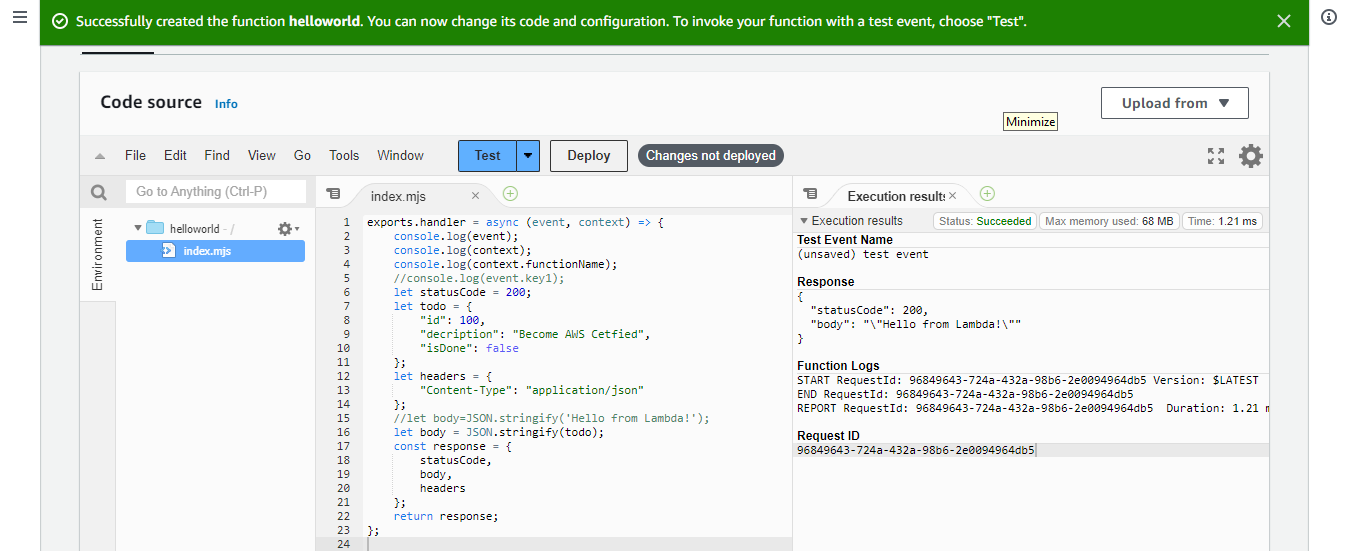 Successfully created the function helloworld. You can now change its code and configuration. To invoke your function with a test event, choose "Test".
Code source Info
Upload from
Minimize
File Edit Find View Go Tools Window Test Deploy Changes not deployed
Go to Anything (Ctrl-P)
Environment
helloworld - /
index.mjs
index.mjs
1 exports.handler = async (event, context) => {
2 console.log(event);
3 console.log(context);
4 console.log(context.functionName);
5 //console.log(event.key1);
6 let statusCode = 200;
7 let todo = {
8 "id": 100,
9 "decription": "Become AWS Cetfied",
10 "isDone": false
11 };
12 let headers = {
13 "Content-Type": "application/json"
14 };
15 //let body=JSON.stringify('Hello from Lambda!');
16 let body = JSON.stringify(todo);
17 const response = {
18 statusCode,
19 body,
20 headers
21 };
22 return response;
23 };
24
Execution results
Execution results Status: Succeeded Max memory used: 68 MB Time: 1.21 ms
Test Event Name
(unsaved) test event
Response
{
"statusCode": 200,
"body": "\"Hello from Lambda!\""
}
Function Logs
START RequestId: 96849643-724a-432a-98b6-2e0094964db5 Version: $LATEST
END RequestId: 96849643-724a-432a-98b6-2e0094964db5
REPORT RequestId: 96849643-724a-432a-98b6-2e0094964db5 Duration: 1.21 m
Request ID
96849643-724a-432a-98b6-2e0094964db5